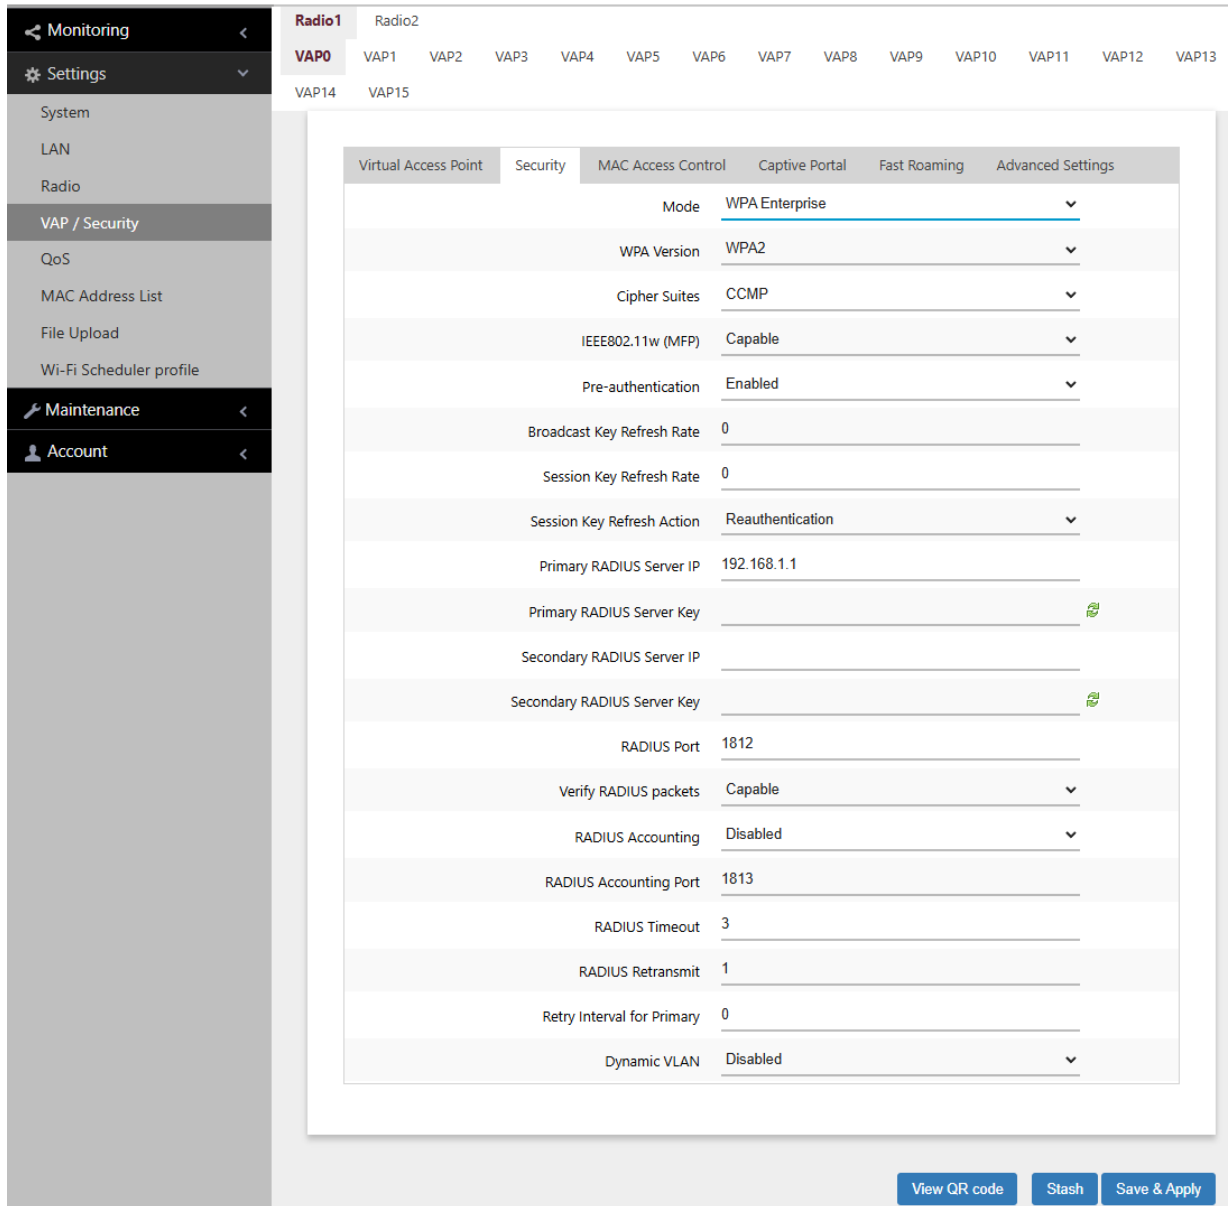 Monitoring
Settings
System
LAN
Radio
VAP / Security
QoS
MAC Address List
File Upload
Wi-Fi Scheduler profile
Maintenance
Account
Radio1 Radio2
VAP0 VAP1 VAP2 VAP3 VAP4 VAP5 VAP6 VAP7 VAP8 VAP9 VAP10 VAP11 VAP12 VAP13
VAP14 VAP15
Virtual Access Point Security MAC Access Control Captive Portal Fast Roaming Advanced Settings
Mode WPA Enterprise
WPA Version WPA2
Cipher Suites CCMP
IEEE802.11w (MFP) Capable
Pre-authentication Enabled
Broadcast Key Refresh Rate 0
Session Key Refresh Rate 0
Session Key Refresh Action Reauthentication
Primary RADIUS Server IP 192.168.1.1
Primary RADIUS Server Key
Secondary RADIUS Server IP
Secondary RADIUS Server Key
RADIUS Port 1812
Verify RADIUS packets Capable
RADIUS Accounting Disabled
RADIUS Accounting Port 1813
RADIUS Timeout 3
RADIUS Retransmit 1
Retry Interval for Primary 0
Dynamic VLAN Disabled
View QR code Stash Save & Apply